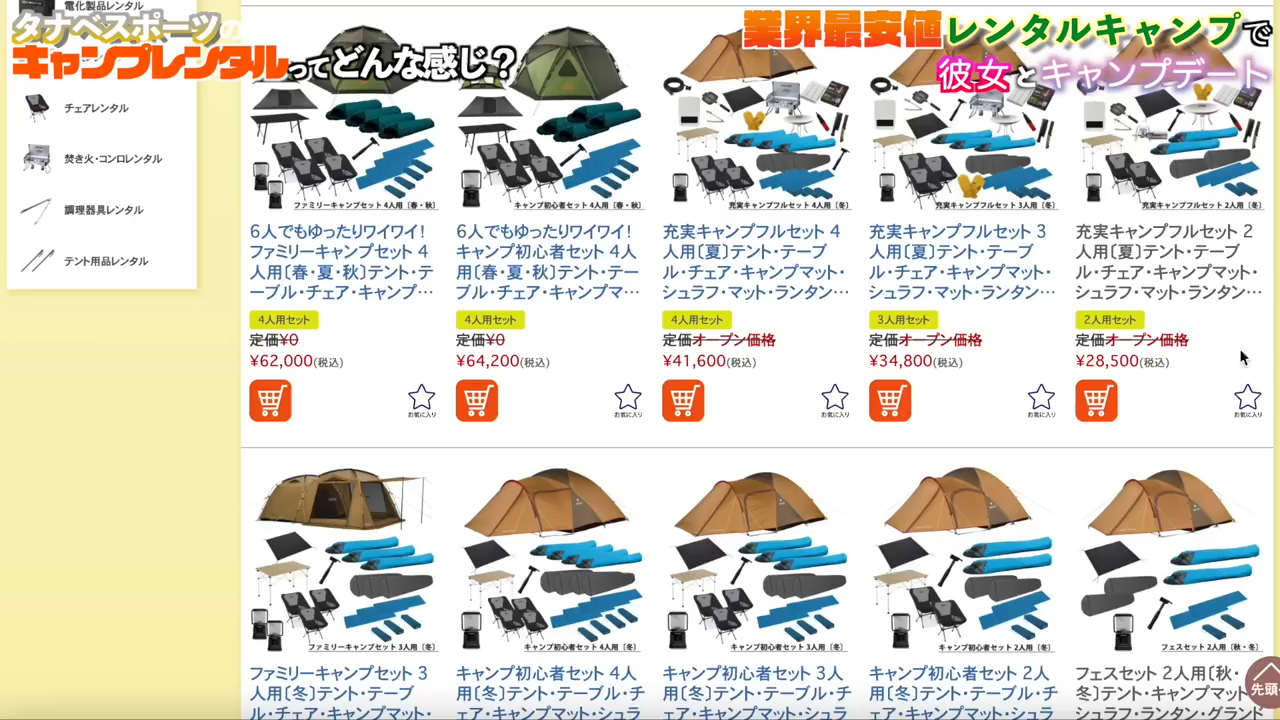 電化製品レンタル
タナベスポーツの
キャンプレンタル
ってどんな感じ？
業界最安値レンタルキャンプで
彼女とキャンプデート
チェアレンタル
焚き火・コンロレンタル
調理器具レンタル
テント用品レンタル
ファミリーキャンプセット 4人用〔春・秋〕
6人でもゆったりワイワイ！
ファミリーキャンプセット 4
人用〔春・夏・秋〕テント・テ
ーブル・チェア・キャンプ…
4人用セット
定価¥0
¥62,000(税込)
お気に入り
キャンプ初心者セット 4人用〔春・秋〕
6人でもゆったりワイワイ！
キャンプ初心者セット 4人
用〔春・夏・秋〕テント・テー
ブル・チェア・キャンプマ…
4人用セット
定価¥0
¥64,200(税込)
お気に入り
充実キャンプフルセット 4人用〔冬〕
充実キャンプフルセット 4
人用〔夏〕テント・テーブ
ル・チェア・キャンプマット・
シュラフ・マット・ランタン…
4人用セット
定価オープン価格
¥41,600(税込)
お気に入り
充実キャンプフルセット 3人用〔冬〕
充実キャンプフルセット 3
人用〔夏〕テント・テーブ
ル・チェア・キャンプマット・
シュラフ・マット・ランタン…
3人用セット
定価オープン価格
¥34,800(税込)
お気に入り
充実キャンプフルセット 2人用〔冬〕
充実キャンプフルセット 2
人用〔夏〕テント・テーブ
ル・チェア・キャンプマット・
シュラフ・マット・ランタン…
2人用セット
定価オープン価格
¥28,500(税込)
お気に入り
ファミリーキャンプセット 3人用〔冬〕
ファミリーキャンプセット 3
人用〔冬〕テント・テーブ
ル・チェア・キャンプマット・
キャンプ初心者セット 4人用〔冬〕
キャンプ初心者セット 4人
用〔冬〕テント・テーブル・チ
ェア・キャンプマット・シュラ
キャンプ初心者セット 3人用〔冬〕
キャンプ初心者セット 3人
用〔冬〕テント・テーブル・チ
ェア・キャンプマット・シュラ
キャンプ初心者セット 2人用〔冬〕
キャンプ初心者セット 2人
用〔冬〕テント・テーブル・チ
ェア・キャンプマット・シュラ
フェスセット 2人用〔秋・冬〕
フェスセット 2人用〔秋・
冬〕テント・キャンプマット
シュラフ・ランタン・グランド
先頭